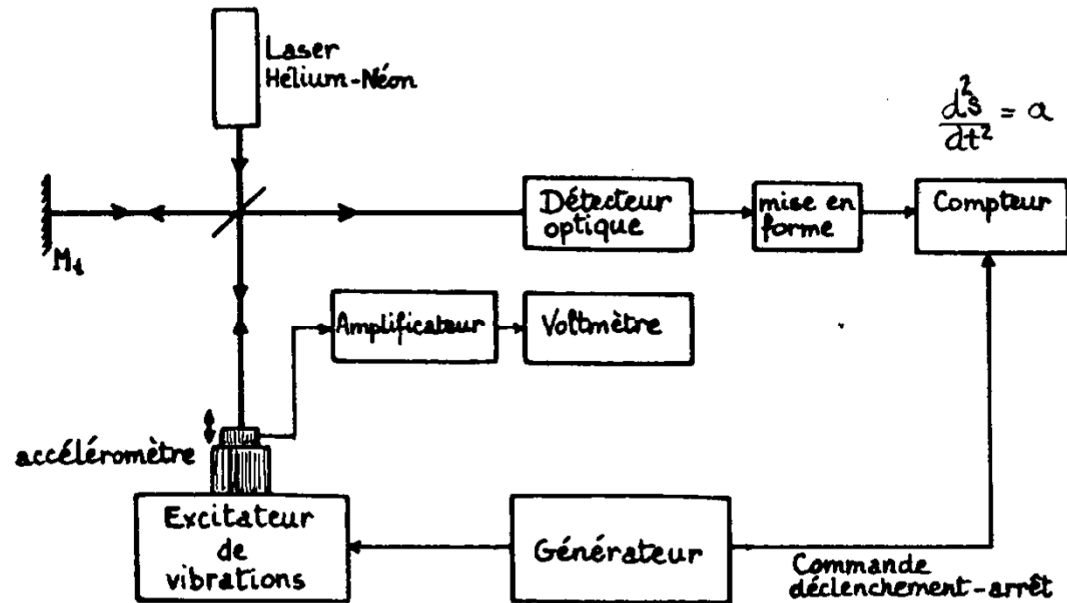 Laser
Hélium-Néon
d²s/dt² = a
M₁
Détecteur
optique
mise en
forme
Compteur
Amplificateur
Voltmètre
accéléromètre
Excitateur
de
vibrations
Générateur
Commande
déclenchement-arrêt